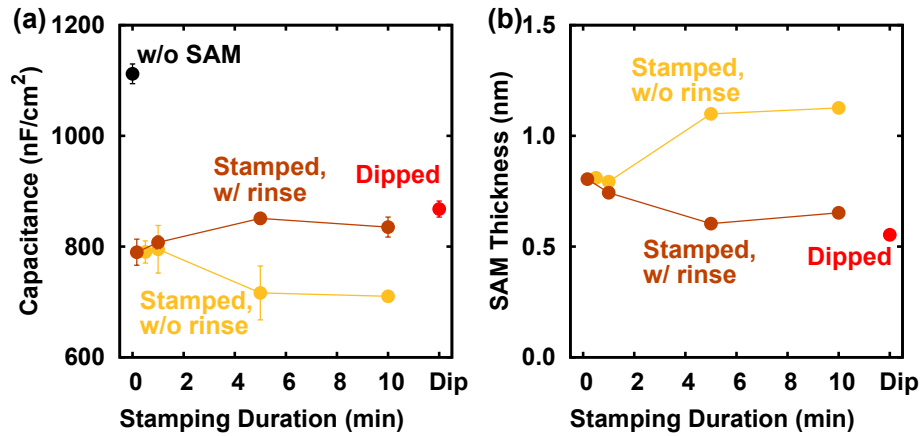 (a)
1200
1000
800
600
Capacitance (nF/cm²)
w/o SAM
Stamped,
w/ rinse
Dipped
Stamped,
w/o rinse
0 2 4 6 8 10 Dip
Stamping Duration (min)
(b)
1.5
1.0
0.5
0.0
SAM Thickness (nm)
Stamped,
w/o rinse
Stamped,
w/ rinse
Dipped
0 2 4 6 8 10 Dip
Stamping Duration (min)